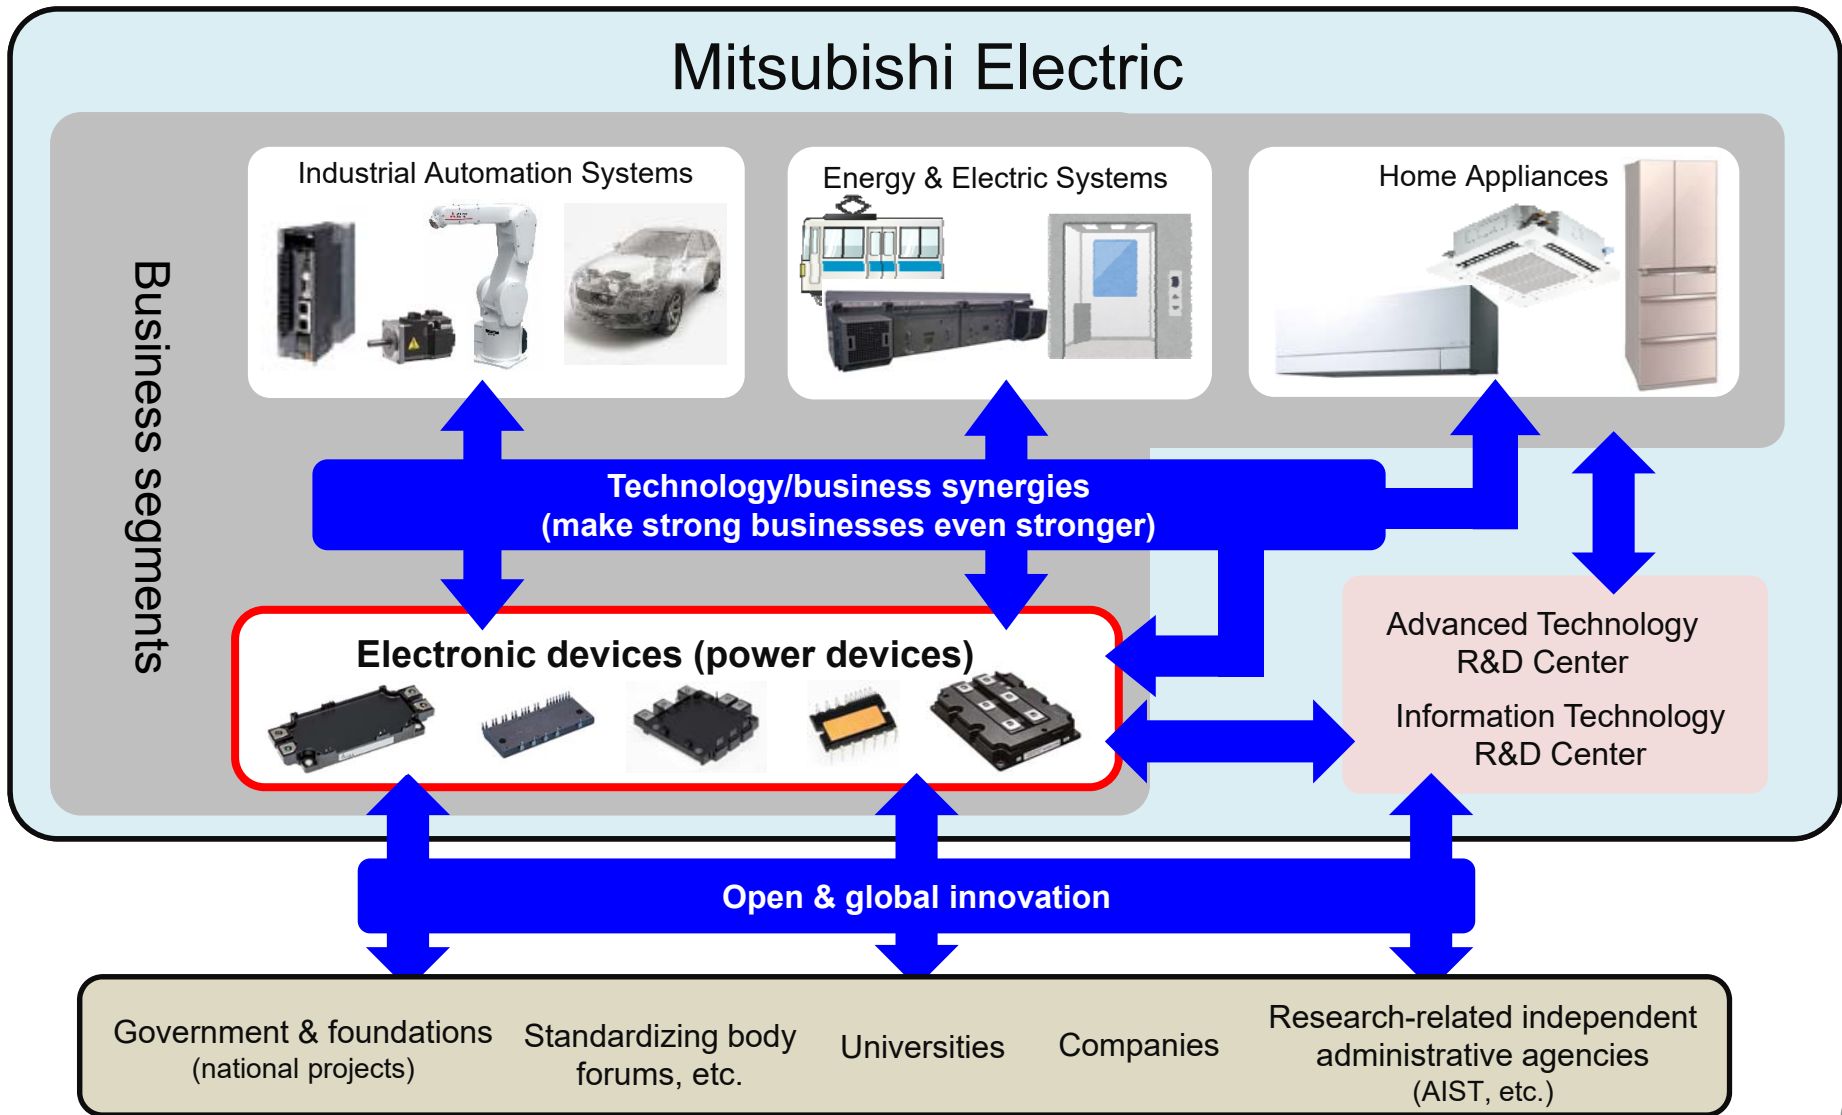 Mitsubishi Electric
Business segments
Industrial Automation Systems
Energy & Electric Systems
Home Appliances
Technology/business synergies
(make strong businesses even stronger)
Electronic devices (power devices)
Advanced Technology
R&D Center
Information Technology
R&D Center
Open & global innovation
Government & foundations
(national projects)
Standardizing body
forums, etc.
Universities
Companies
Research-related independent
administrative agencies
(AIST, etc.)